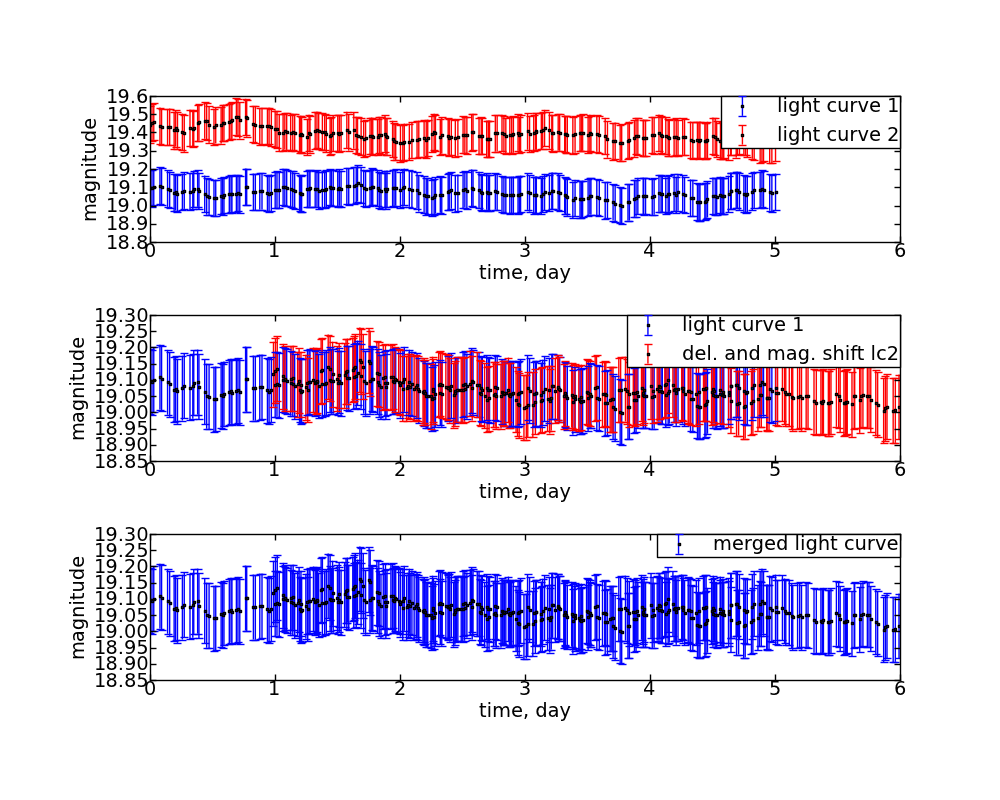 19.6
19.5
19.4
19.3
19.2
19.1
19.0
18.9
18.8
magnitude
light curve 1
light curve 2
0 1 2 3 4 5 6
time, day
19.30
19.25
19.20
19.15
19.10
19.05
19.00
18.95
18.90
18.85
magnitude
light curve 1
del. and mag. shift lc2
0 1 2 3 4 5 6
time, day
19.30
19.25
19.20
19.15
19.10
19.05
19.00
18.95
18.90
18.85
magnitude
merged light curve
0 1 2 3 4 5 6
time, day